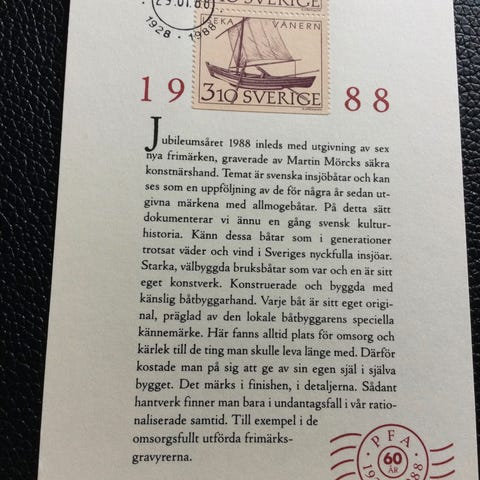 29.01.88
1928 · 1988
3 10 SVERIGE
VÄNERN
3 10 SVERIGE
19 88
Jubileumsåret 1988 inleds med utgivning av sex
nya frimärken, graverade av Martin Mörcks säkra
konstnärshand. Temat är svenska insjöbåtar och kan
ses som en uppföljning av de för några år sedan ut-
givna märkena med allmogebåtar. På detta sätt
dokumenterar vi ännu en gång svensk kultur-
historia. Känn dessa båtar som i generationer
trotsat väder och vind i Sveriges nyckfulla insjöar.
Starka, välbyggda bruksbåtar som var och en är sitt
eget konstverk. Konstruerade och byggda med
känslig båtbyggarhand. Varje båt är sitt eget origi-
nal, präglad av den lokale båtbyggarens speciella
kännemärke. Här fanns alltid plats för omsorg och
kärlek till de ting man skulle leva länge med. Därför
kostade man på sig att ge av sin egen själ i själva
bygget. Det märks i finishen, i detaljerna. Sådant
hantverk finner man bara i undantagsfall i vår ratio-
naliserade samtid. Till exempel i de
omsorgsfullt utförda frimärks-
gravyrerna.
· PFA ·
60
ÅR